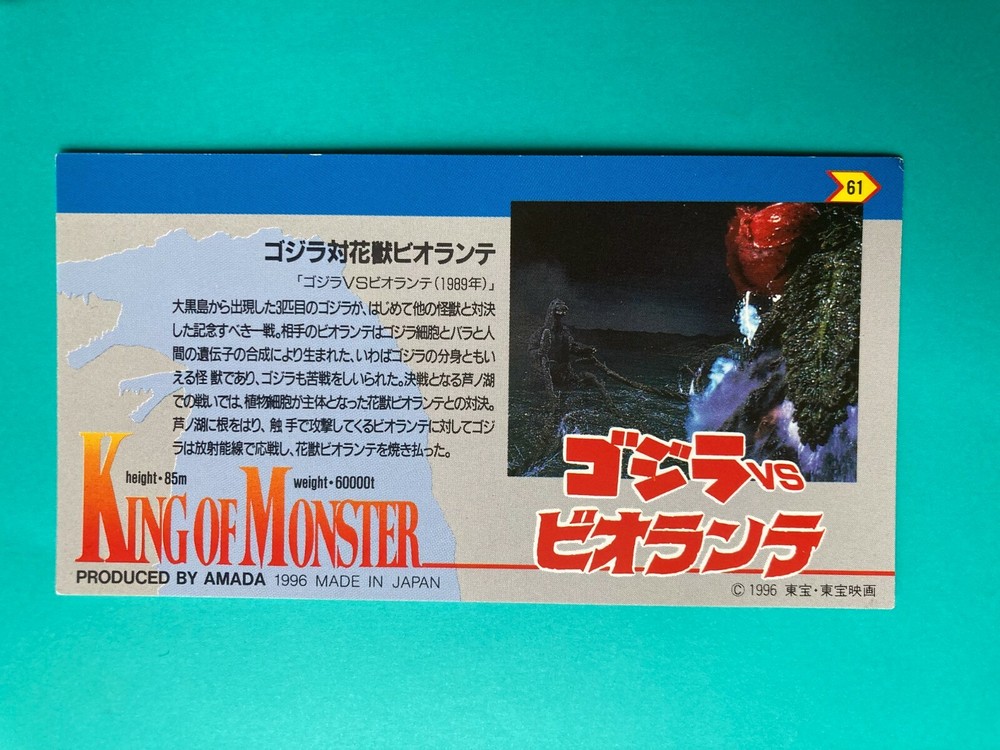 61
ゴジラ対花獣ビオランテ
「ゴジラVSビオランテ(1989年)」
大黒島から出現した3匹目のゴジラが、はじめて他の怪獣と対決
した記念すべき一戦。相手のビオランテはゴジラ細胞とバラと人
間の遺伝子の合成により生まれた、いわばゴジラの分身ともい
える怪獣であり、ゴジラも苦戦をしいられた。決戦となる芦ノ湖
での戦いでは、植物細胞が主体となった花獣ビオランテとの対決。
芦ノ湖に根をはり、触手で攻撃してくるビオランテに対してゴジ
ラは放射能線で応戦し、花獣ビオランテを焼き払った。
height・85m
weight・60000t
KING OF MONSTER
PRODUCED BY AMADA 1996 MADE IN JAPAN
ゴジラVS
ビオランテ
© 1996 東宝・東宝映画